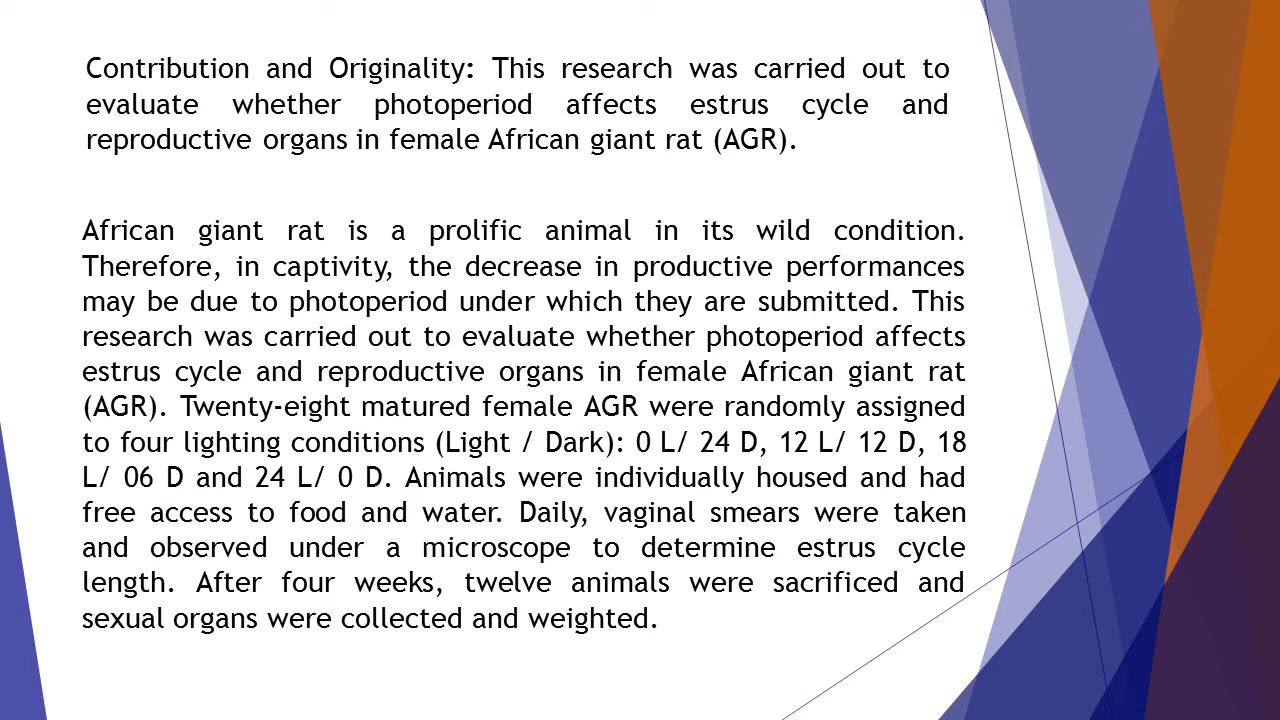 Contribution and Originality: This research was carried out to
evaluate whether photoperiod affects estrus cycle and
reproductive organs in female African giant rat (AGR).
African giant rat is a prolific animal in its wild condition.
Therefore, in captivity, the decrease in productive performances
may be due to photoperiod under which they are submitted. This
research was carried out to evaluate whether photoperiod affects
estrus cycle and reproductive organs in female African giant rat
(AGR). Twenty-eight matured female AGR were randomly assigned
to four lighting conditions (Light / Dark): 0 L/ 24 D, 12 L/ 12 D, 18
L/ 06 D and 24 L/ 0 D. Animals were individually housed and had
free access to food and water. Daily, vaginal smears were taken
and observed under a microscope to determine estrus cycle
length. After four weeks, twelve animals were sacrificed and
sexual organs were collected and weighted.